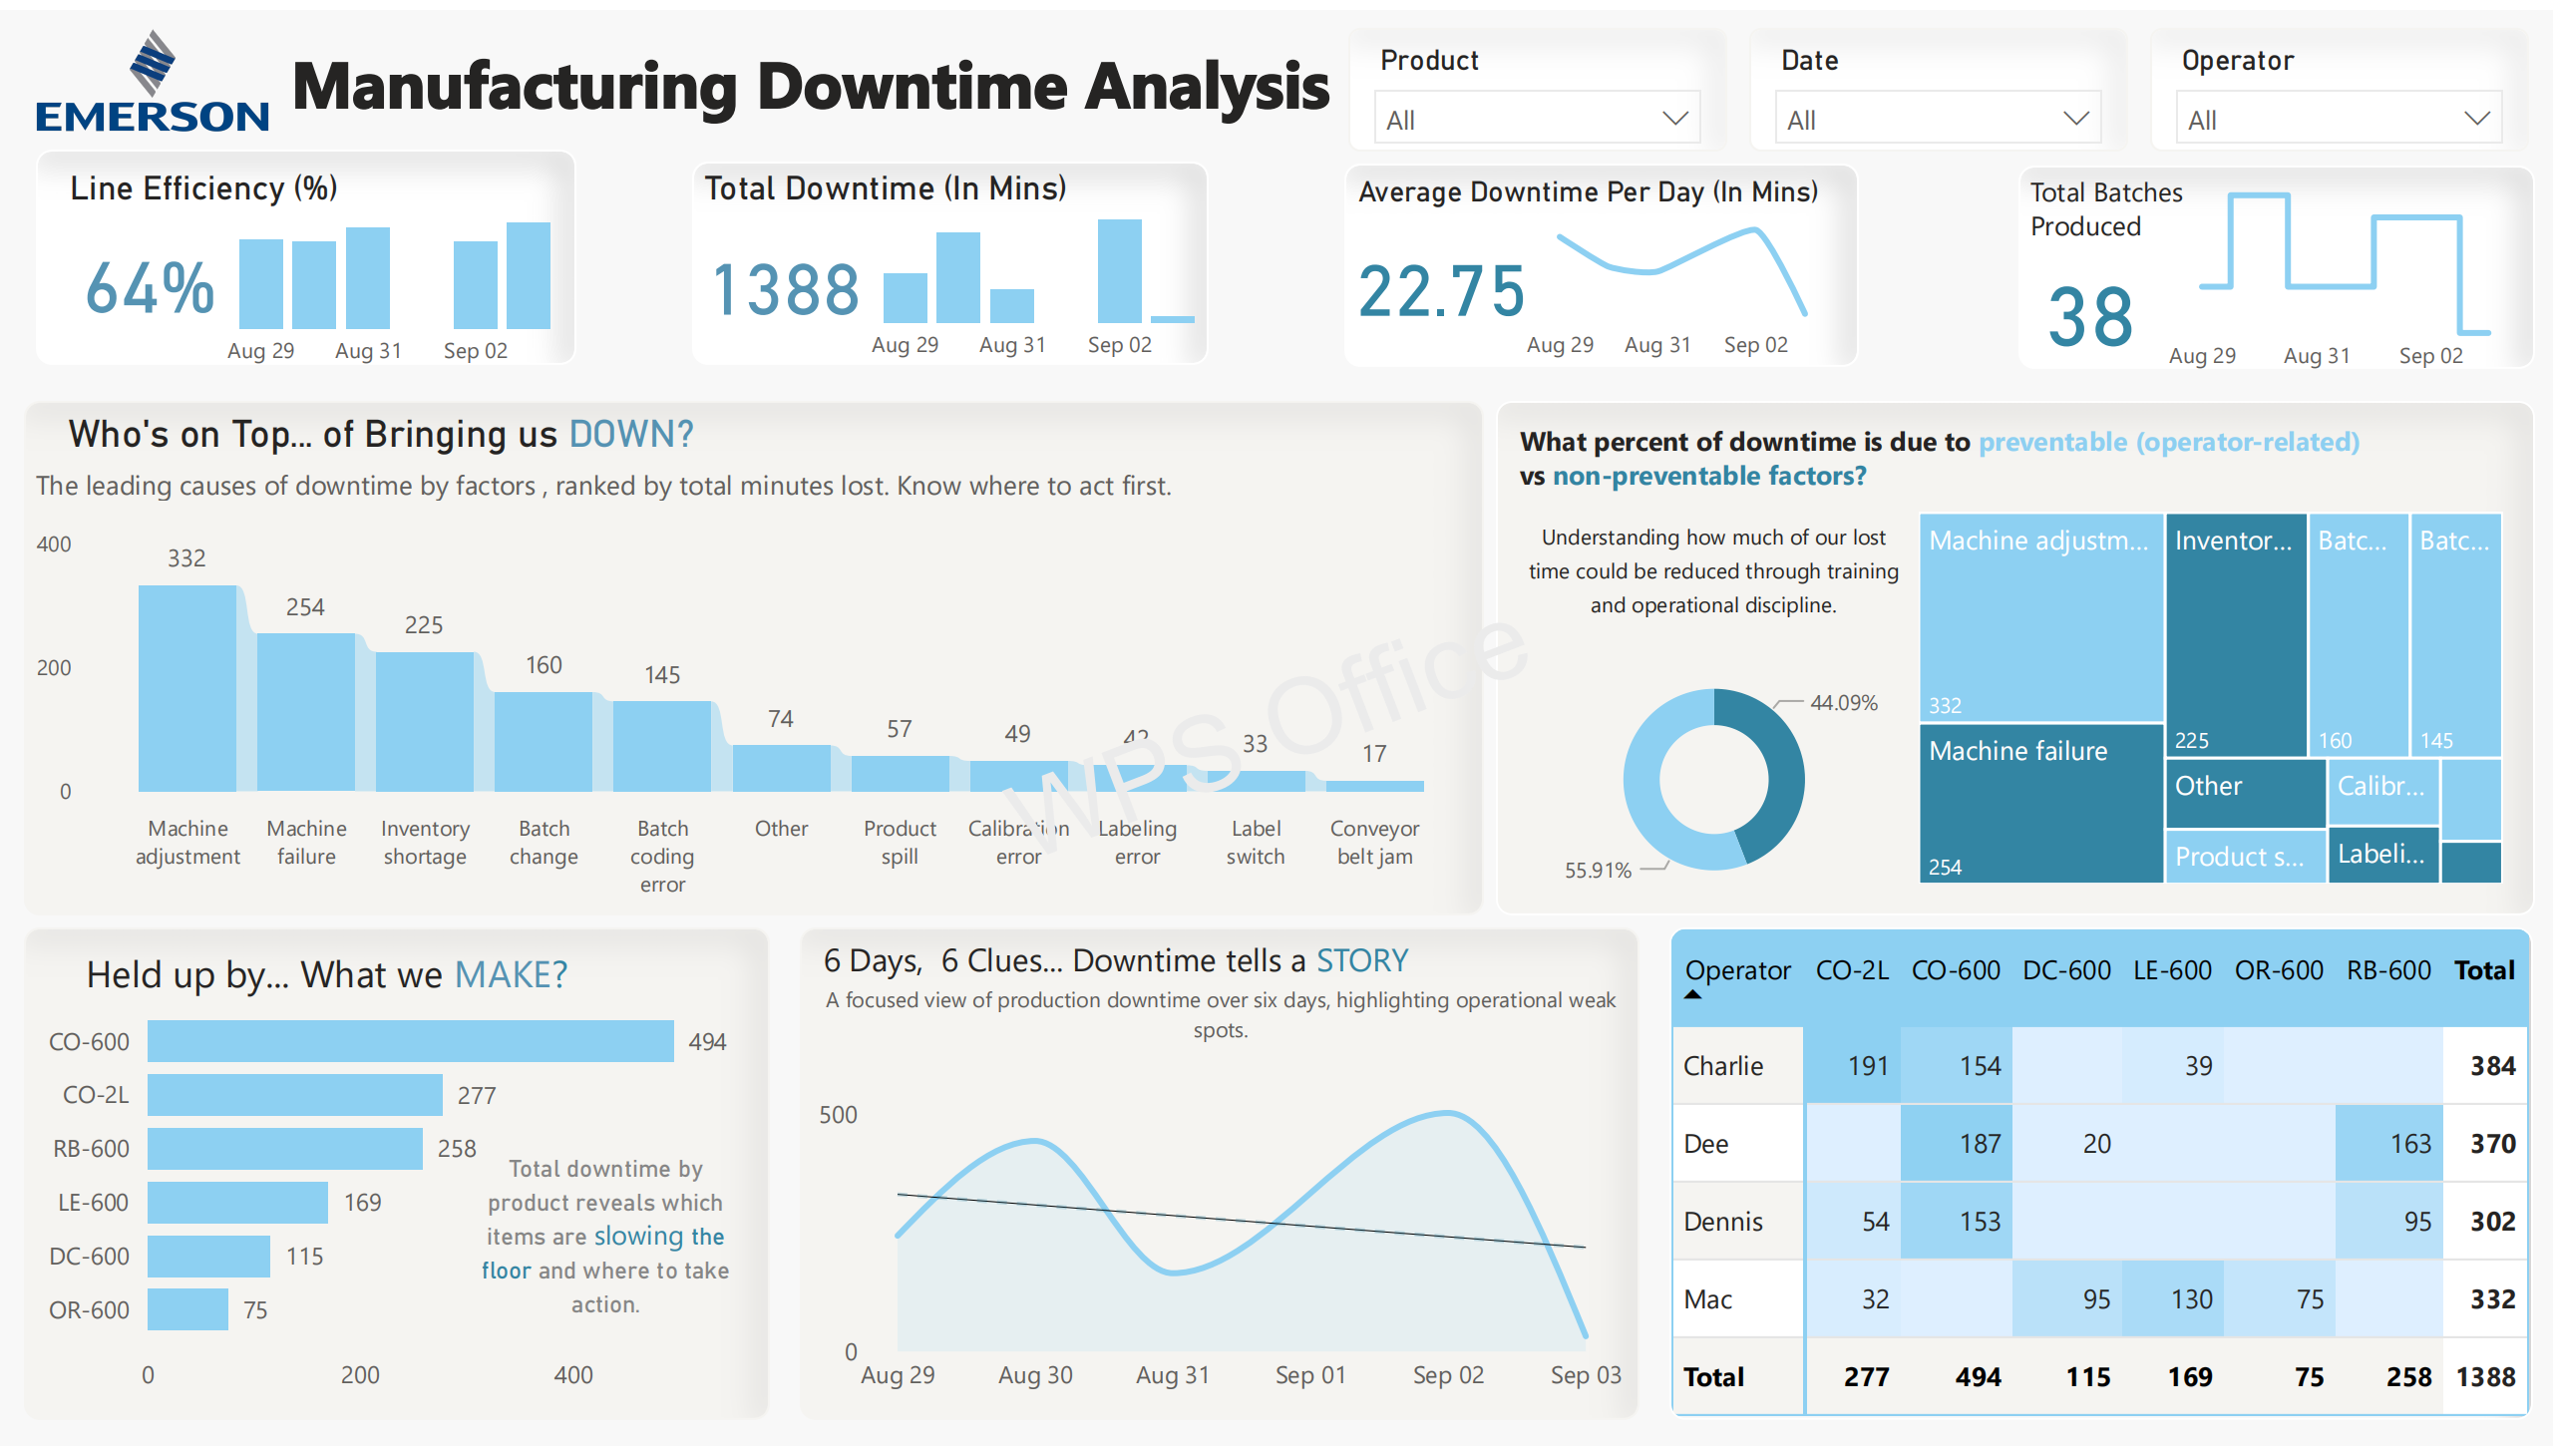 EMERSON
Manufacturing Downtime Analysis
Product
All
Date
All
Operator
All
Line Efficiency (%)
64%
Aug 29 Aug 31 Sep 02
Total Downtime (In Mins)
1388
Aug 29 Aug 31 Sep 02
Average Downtime Per Day (In Mins)
22.75
Aug 29 Aug 31 Sep 02
Total Batches
Produced
38
Aug 29 Aug 31 Sep 02
Who's on Top... of Bringing us DOWN?
The leading causes of downtime by factors , ranked by total minutes lost. Know where to act first.
400
200
0
332
254
225
160
145
74
57
49
42
33
17
Machine
adjustment
Machine
failure
Inventory
shortage
Batch
change
Batch
coding
error
Other
Product
spill
Calibration
error
Labeling
error
Label
switch
Conveyor
belt jam
WPS Office
What percent of downtime is due to preventable (operator-related)
vs non-preventable factors?
Understanding how much of our lost
time could be reduced through training
and operational discipline.
44.09%
55.91%
Machine adjustm...
332
Machine failure
254
Inventor...
225
Batc...
160
Batc...
145
Other
Product s...
Calibr...
Labeli...
Held up by... What we MAKE?
CO-600 494
CO-2L 277
RB-600 258
LE-600 169
DC-600 115
OR-600 75
0 200 400
Total downtime by
product reveals which
items are slowing the
floor and where to take
action.
6 Days, 6 Clues... Downtime tells a STORY
A focused view of production downtime over six days, highlighting operational weak
spots.
500
0
Aug 29 Aug 30 Aug 31 Sep 01 Sep 02 Sep 03
Operator CO-2L CO-600 DC-600 LE-600 OR-600 RB-600 Total
Charlie 191 154 39 384
Dee 187 20 163 370
Dennis 54 153 95 302
Mac 32 95 130 75 332
Total 277 494 115 169 75 258 1388